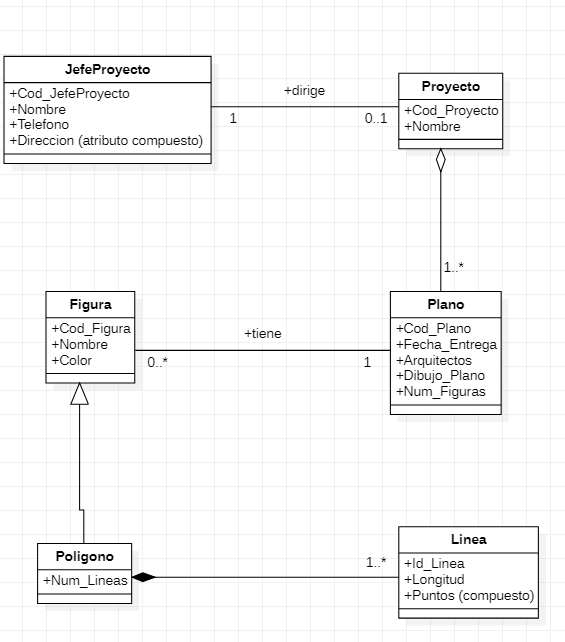 JefeProyecto
+Cod_JefeProyecto
+Nombre
+Telefono
+Direccion (atributo compuesto)
+dirige
1
0..1
Proyecto
+Cod_Proyecto
+Nombre
1..*
Figura
+Cod_Figura
+Nombre
+Color
+tiene
0..*
1
Plano
+Cod_Plano
+Fecha_Entrega
+Arquitectos
+Dibujo_Plano
+Num_Figuras
Poligono
+Num_Lineas
1..*
Linea
+Id_Linea
+Longitud
+Puntos (compuesto)